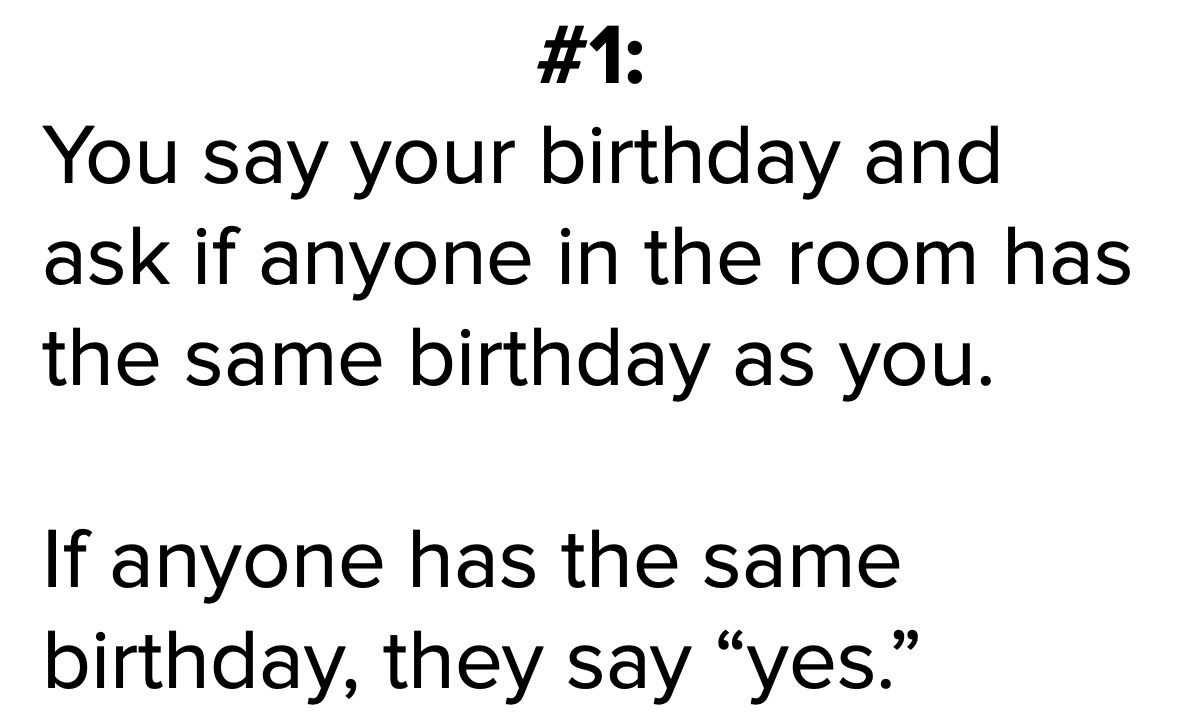 #1:
You say your birthday and
ask if anyone in the room has
the same birthday as you.
If anyone has the same
birthday, they say “yes.”